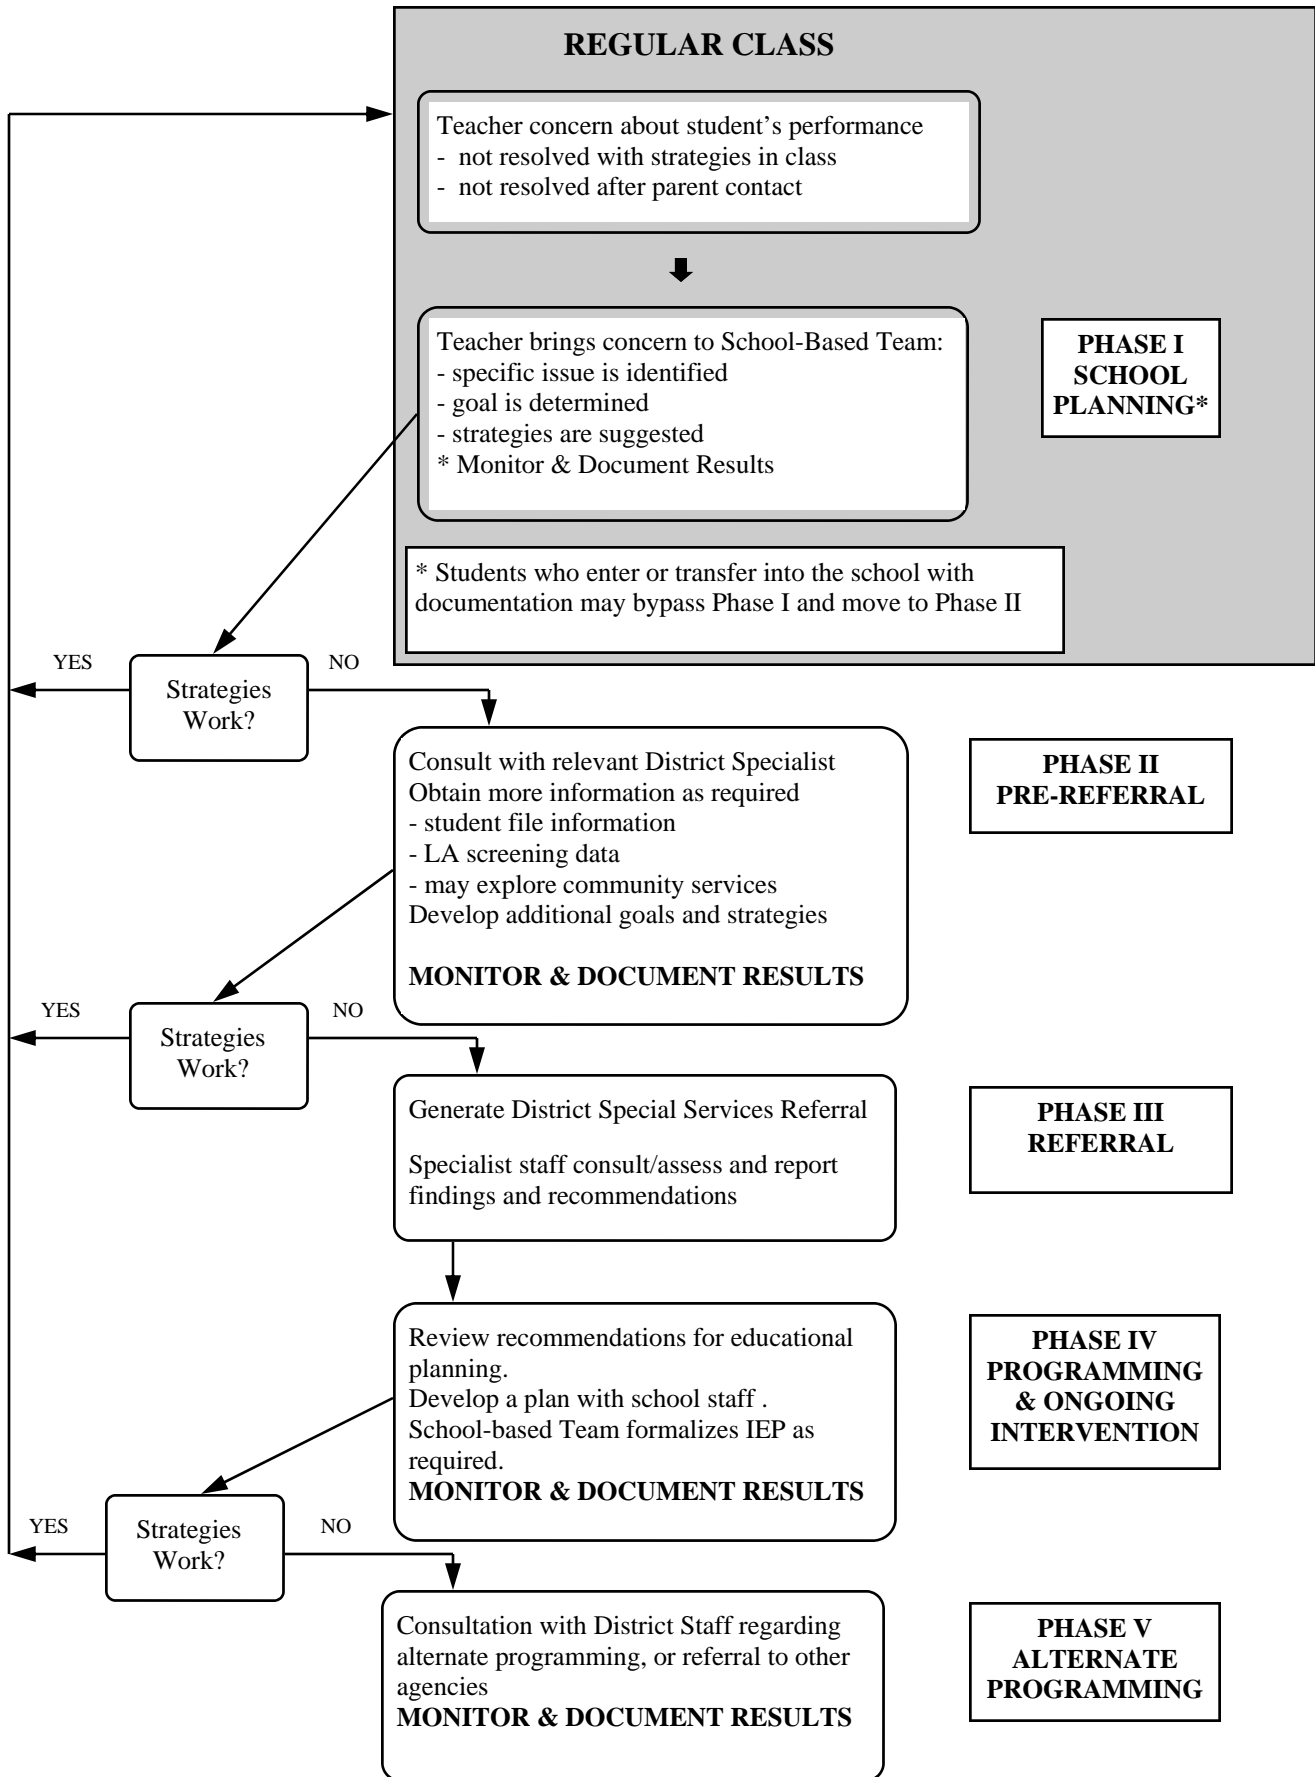 REGULAR CLASS
Teacher concern about student’s performance
- not resolved with strategies in class
- not resolved after parent contact
Teacher brings concern to School-Based Team:
- specific issue is identified
- goal is determined
- strategies are suggested
* Monitor & Document Results
PHASE I
SCHOOL
PLANNING*
* Students who enter or transfer into the school with
documentation may bypass Phase I and move to Phase II
YES
Strategies
Work?
NO
Consult with relevant District Specialist
Obtain more information as required
- student file information
- LA screening data
- may explore community services
Develop additional goals and strategies
MONITOR & DOCUMENT RESULTS
PHASE II
PRE-REFERRAL
YES
Strategies
Work?
NO
Generate District Special Services Referral
Specialist staff consult/assess and report
findings and recommendations
PHASE III
REFERRAL
Review recommendations for educational
planning.
Develop a plan with school staff .
School-based Team formalizes IEP as
required.
MONITOR & DOCUMENT RESULTS
PHASE IV
PROGRAMMING
& ONGOING
INTERVENTION
YES
Strategies
Work?
NO
Consultation with District Staff regarding
alternate programming, or referral to other
agencies
MONITOR & DOCUMENT RESULTS
PHASE V
ALTERNATE
PROGRAMMING